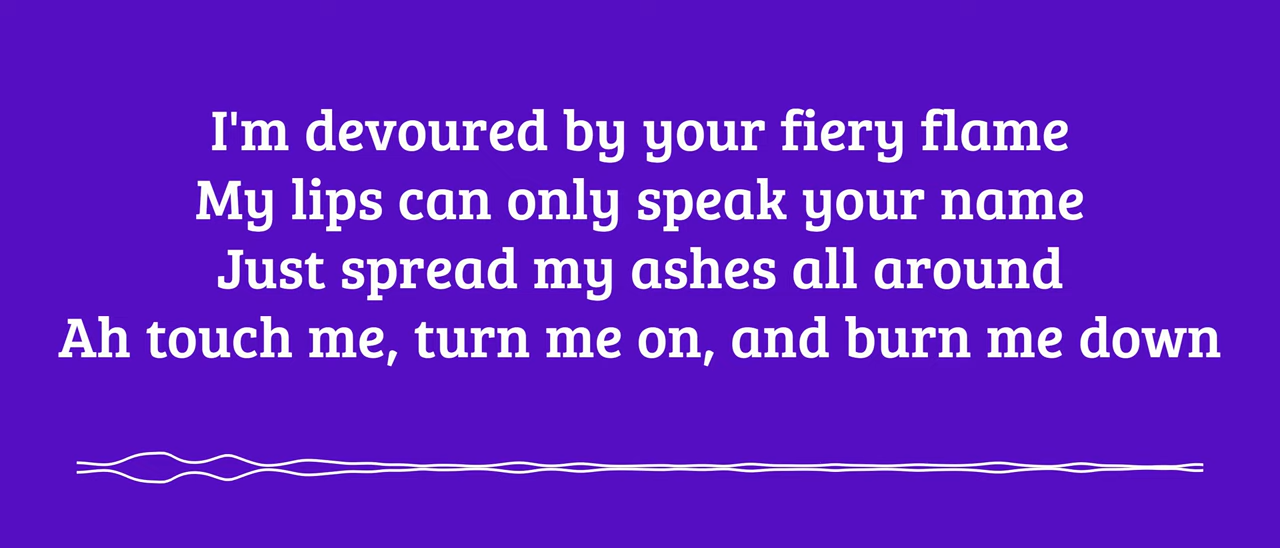 I'm devoured by your fiery flame
My lips can only speak your name
Just spread my ashes all around
Ah touch me, turn me on, and burn me down